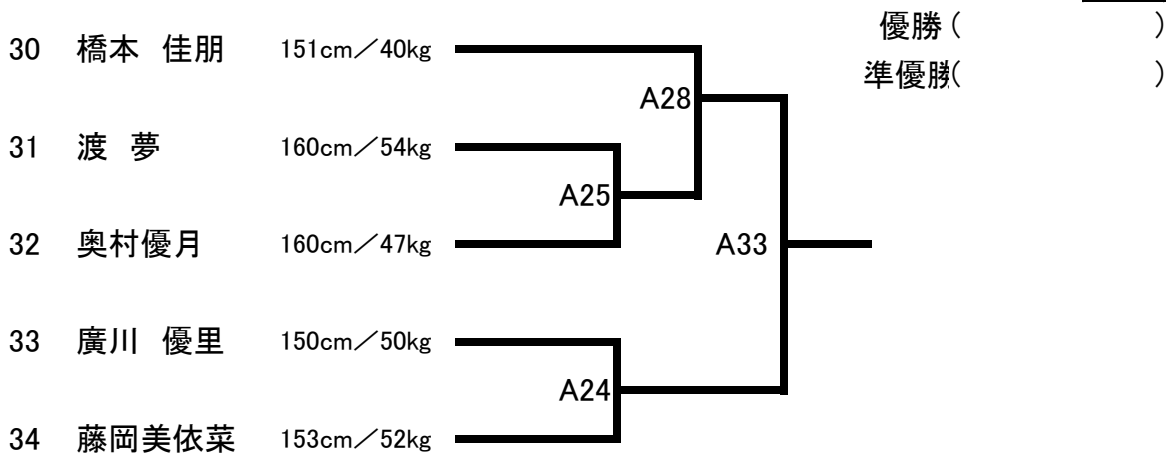 優勝（　　　　　　　）
30　橋本　佳朋　151cm／40kg
準優勝（　　　　　　　）
A28
31　渡　夢　160cm／54kg
A25
32　奥村優月　160cm／47kg
A33
33　廣川　優里　150cm／50kg
A24
34　藤岡美依菜　153cm／52kg